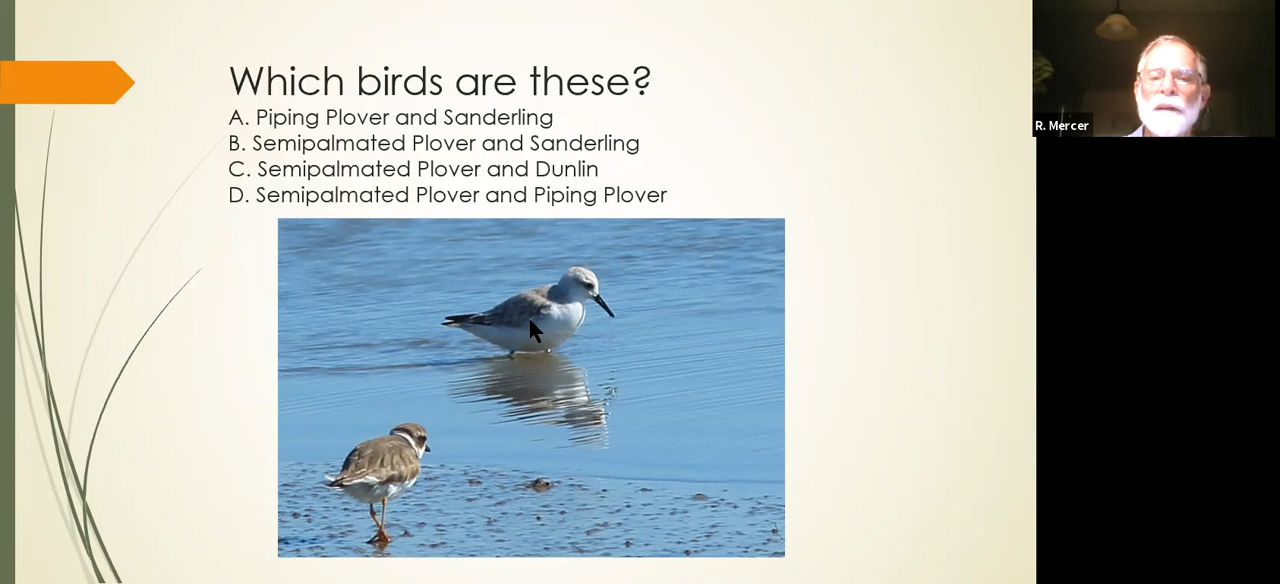 Which birds are these?
A. Piping Plover and Sanderling
B. Semipalmated Plover and Sanderling
C. Semipalmated Plover and Dunlin
D. Semipalmated Plover and Piping Plover
R. Mercer